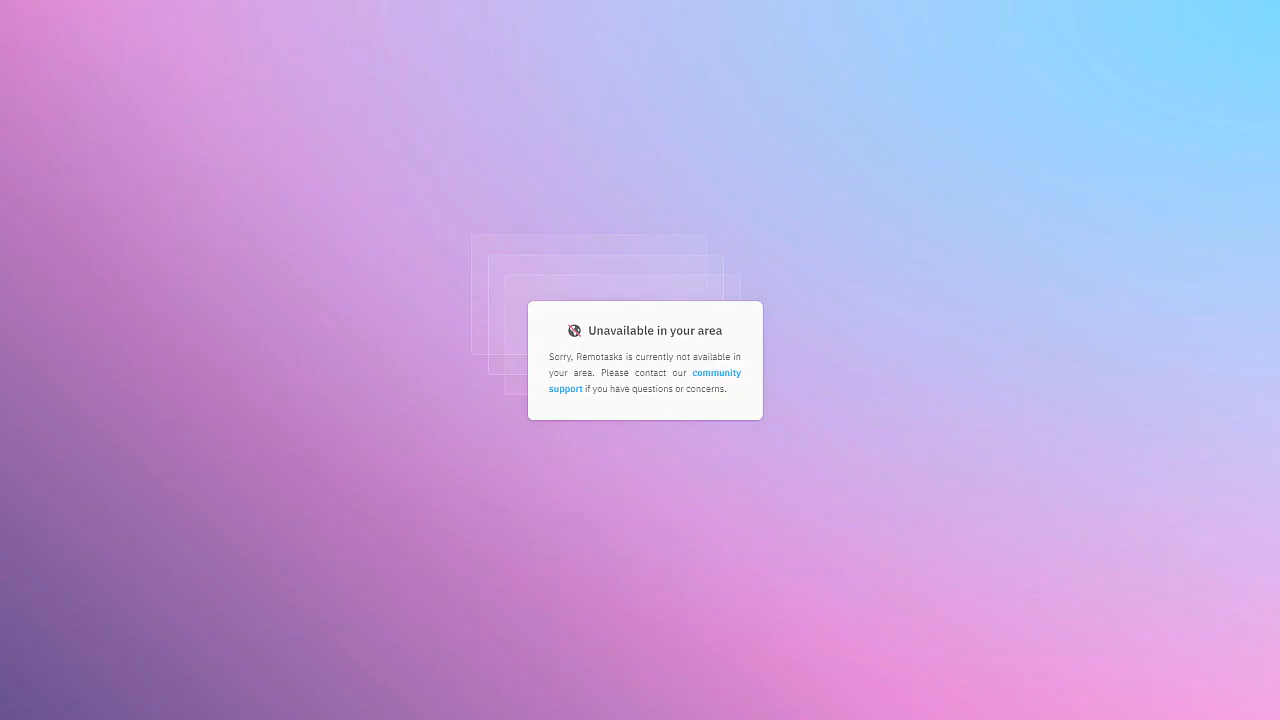 Unavailable in your area
Sorry, Remotasks is currently not available in
your area. Please contact our community
support if you have questions or concerns.